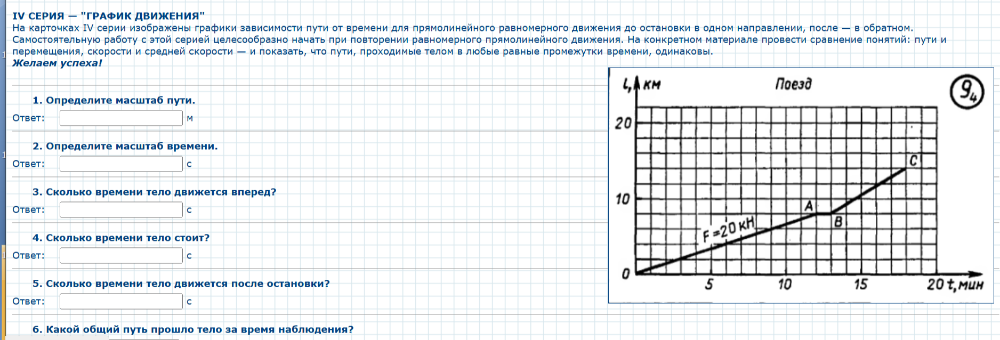 IV СЕРИЯ — "ГРАФИК ДВИЖЕНИЯ"
На карточках IV серии изображены графики зависимости пути от времени для прямолинейного равномерного движения до остановки в одном направлении, после — в обратном.
Самостоятельную работу с этой серией целесообразно начать при повторении равномерного прямолинейного движения. На конкретном материале провести сравнение понятий: пути и
перемещения, скорости и средней скорости — и показать, что пути, проходимые телом в любые равные промежутки времени, одинаковы.
Желаем успеха!
1. Определите масштаб пути.
Ответ: м
2. Определите масштаб времени.
Ответ: с
3. Сколько времени тело движется вперед?
Ответ: с
4. Сколько времени тело стоит?
Ответ: с
5. Сколько времени тело движется после остановки?
Ответ: с
6. Какой общий путь прошло тело за время наблюдения?
l, км
Поезд
9₄
20
C
10
A
B
F = 20 кН
0
5 10 15 20 t, мин